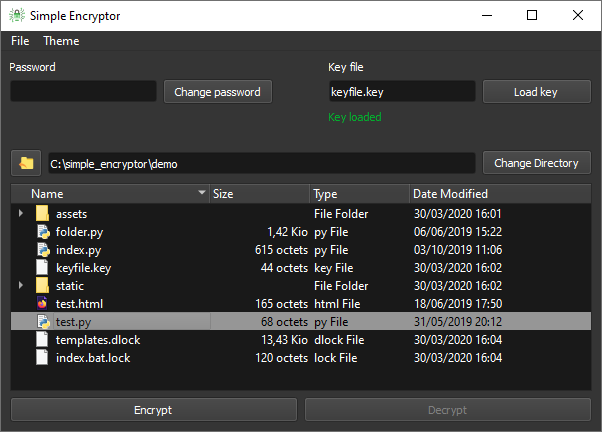 Simple Encryptor
File Theme
Password Key file
Change password keyfile.key Load key
Key loaded
C:\simple_encryptor\demo Change Directory
Name Size Type Date Modified
assets File Folder 30/03/2020 16:01
folder.py 1,42 Kio py File 06/06/2019 15:22
index.py 615 octets py File 03/10/2019 11:06
keyfile.key 44 octets key File 30/03/2020 16:02
static File Folder 30/03/2020 16:02
test.html 165 octets html File 18/06/2019 17:50
test.py 68 octets py File 31/05/2019 20:12
templates.dlock 13,43 Kio dlock File 30/03/2020 16:04
index.bat.lock 120 octets lock File 30/03/2020 16:04
Encrypt Decrypt